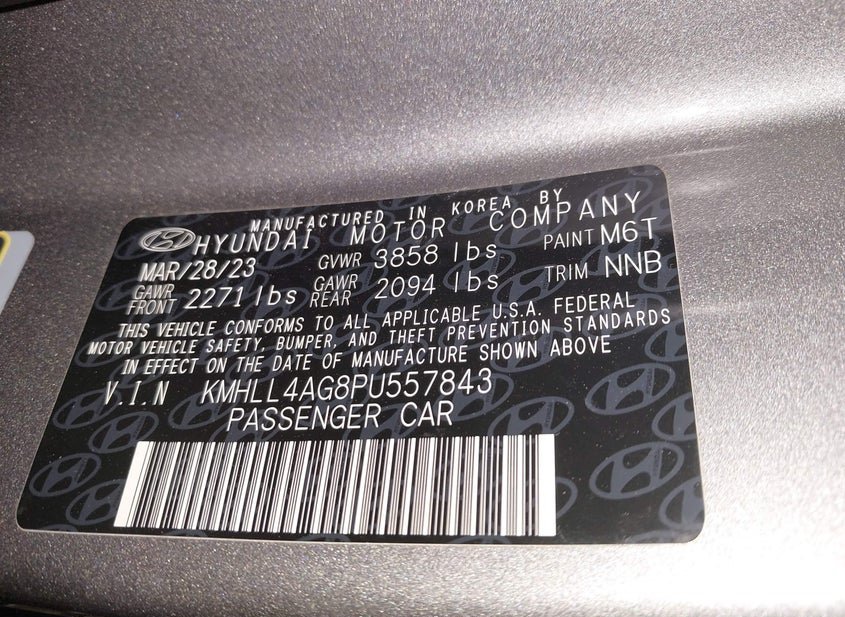 MANUFACTURED IN KOREA BY
HYUNDAI MOTOR COMPANY
MAR/28/23 GVWR 3858 lbs PAINT M6T
GAWR FRONT 2271 lbs GAWR REAR 2094 lbs TRIM NNB
THIS VEHICLE CONFORMS TO ALL APPLICABLE U.S.A. FEDERAL
MOTOR VEHICLE SAFETY, BUMPER, AND THEFT PREVENTION STANDARDS
IN EFFECT ON THE DATE OF MANUFACTURE SHOWN ABOVE
V.I.N KMHLL4AG8PU557843
PASSENGER CAR